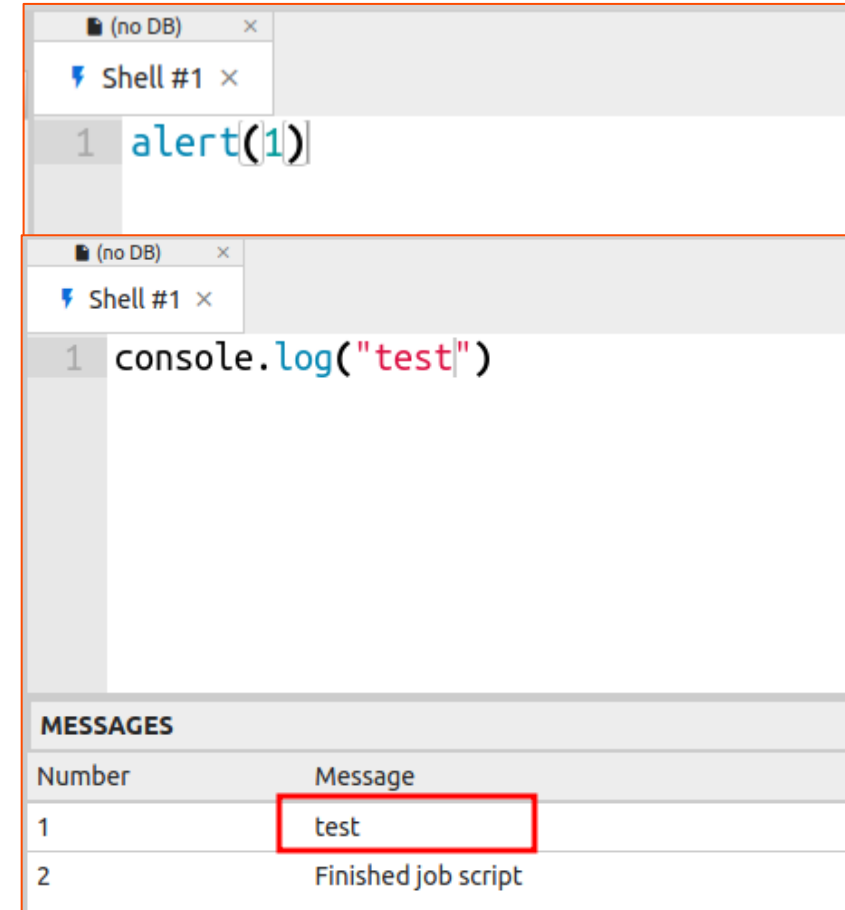 (no DB) ×
Shell #1 ×
1 alert(1)
(no DB) ×
Shell #1 ×
1 console.log("test")
MESSAGES
Number Message
1 test
2 Finished job script